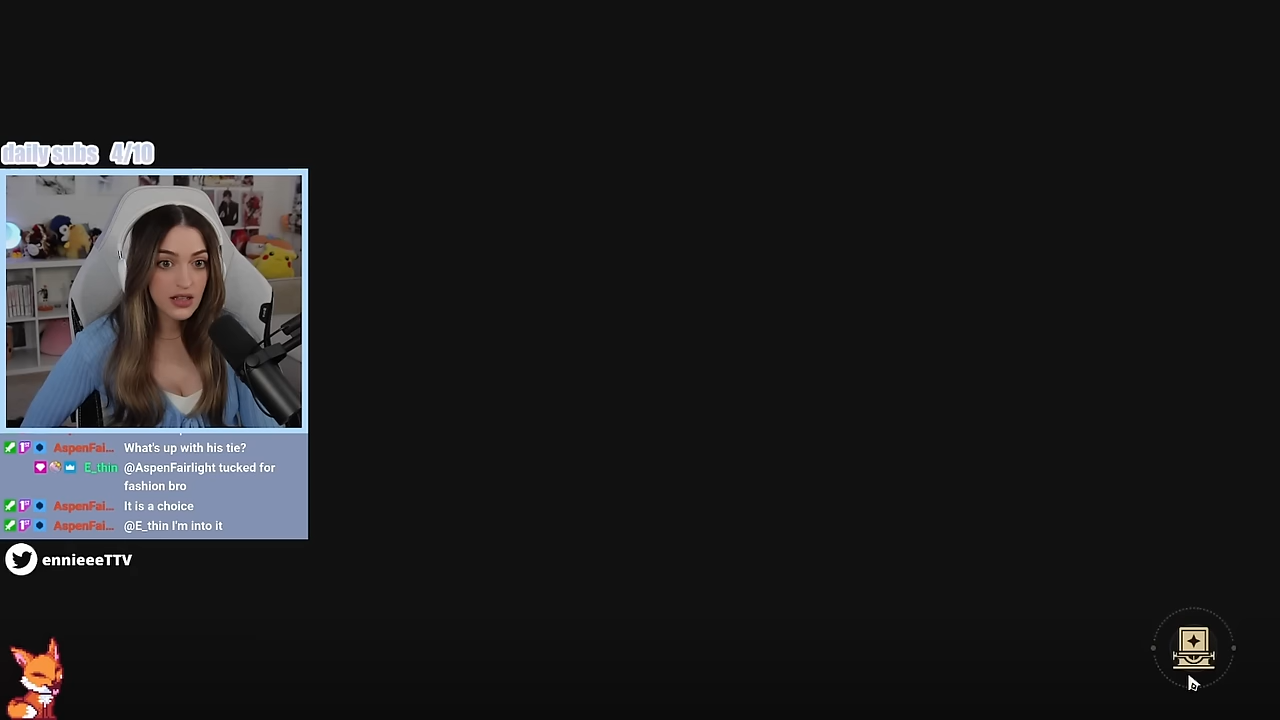 daily subs 4/10
AspenFai... What's up with his tie?
E_thin @AspenFairlight tucked for
fashion bro
AspenFai... It is a choice
AspenFai... @E_thin I'm into it
ennieeeTTV